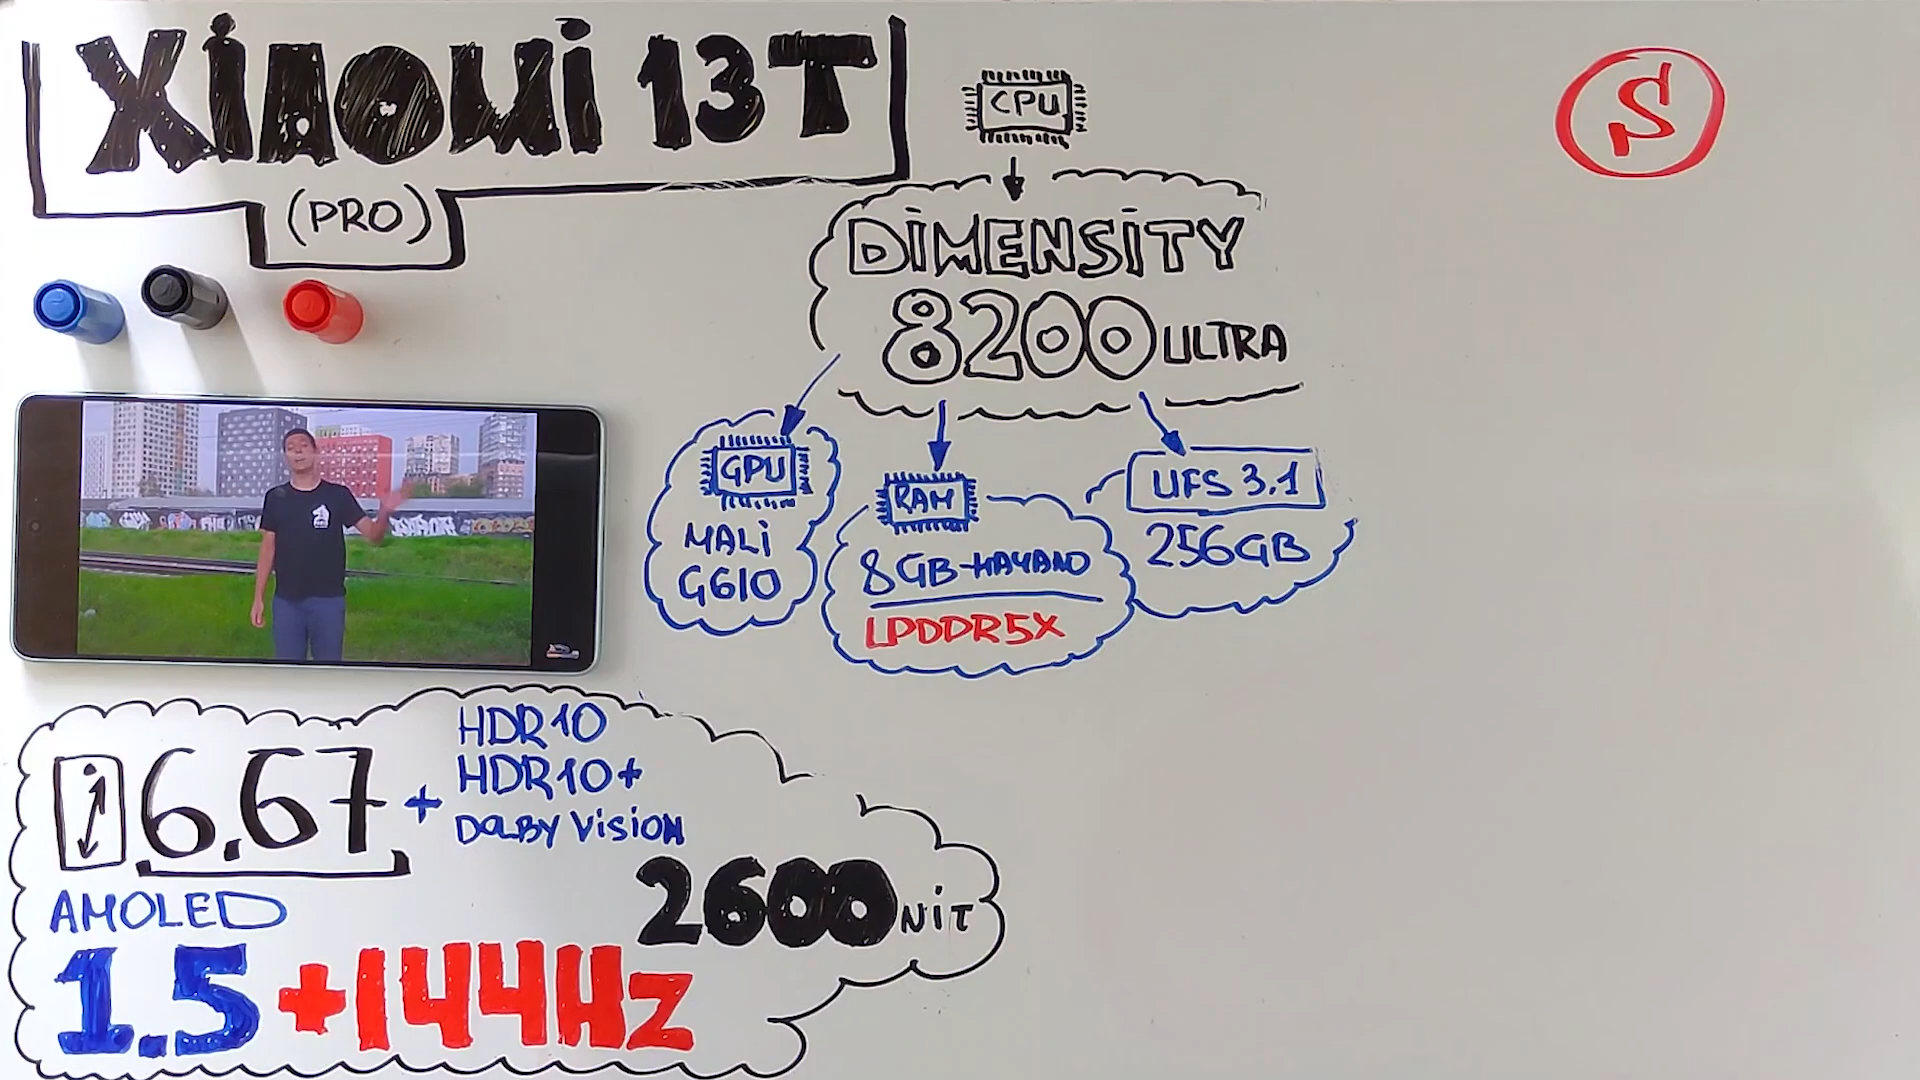 XiAOMi 13T
(PRO)
CPU
DiMENSiTY
8200 ULTRA
GPU
MALi
G610
RAM
8GB-НАЧАЛО
LPDDR5X
UFS 3.1
256GB
S
6.67
+
HDR10
HDR10+
DOLBY VISION
2600 NiT
AMOLED
1.5+144HZ